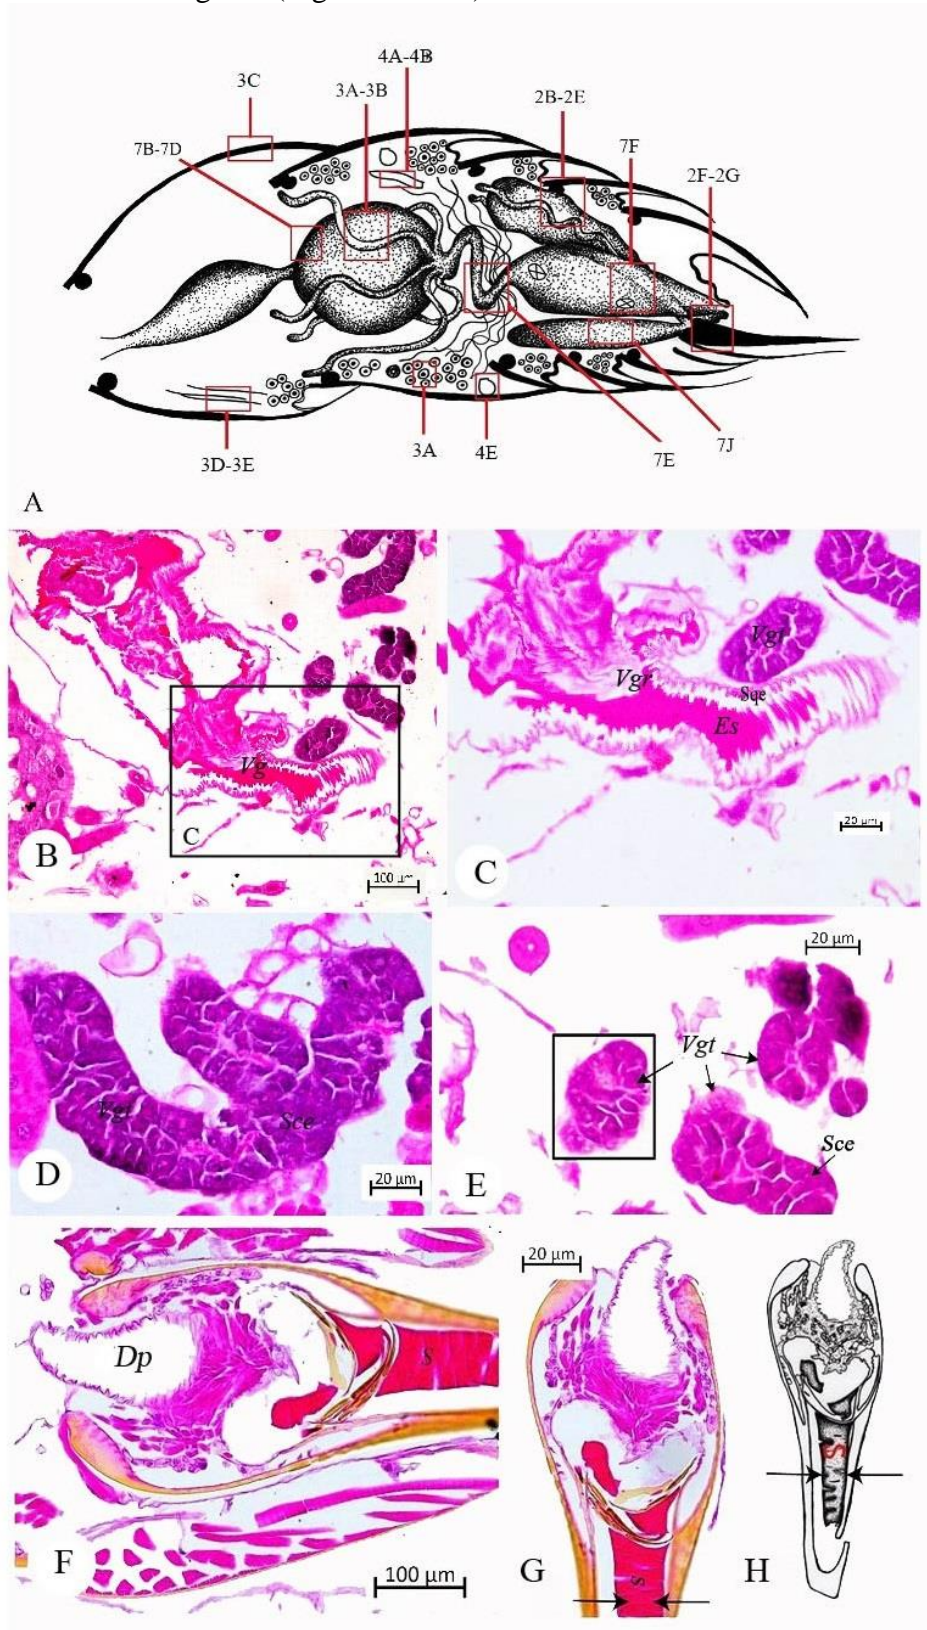 4A-4B
3C
3A-3B
2B-2E
7B-7D
7F
2F-2G
3A
4E
7J
7E
3D-3E
A
Vg
C
B
100 μm
Vgt
Vgr
Sqe
Es
20 μm
C
Vgt
Sce
D
20 μm
20 μm
Vgt
Sce
E
Dp
S
F
100 μm
20 μm
S
G
S
H